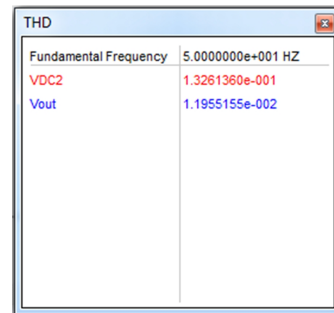 THD
Fundamental Frequency 5.0000000e+001 HZ
VDC2 1.3261360e-001
Vout 1.1955155e-002